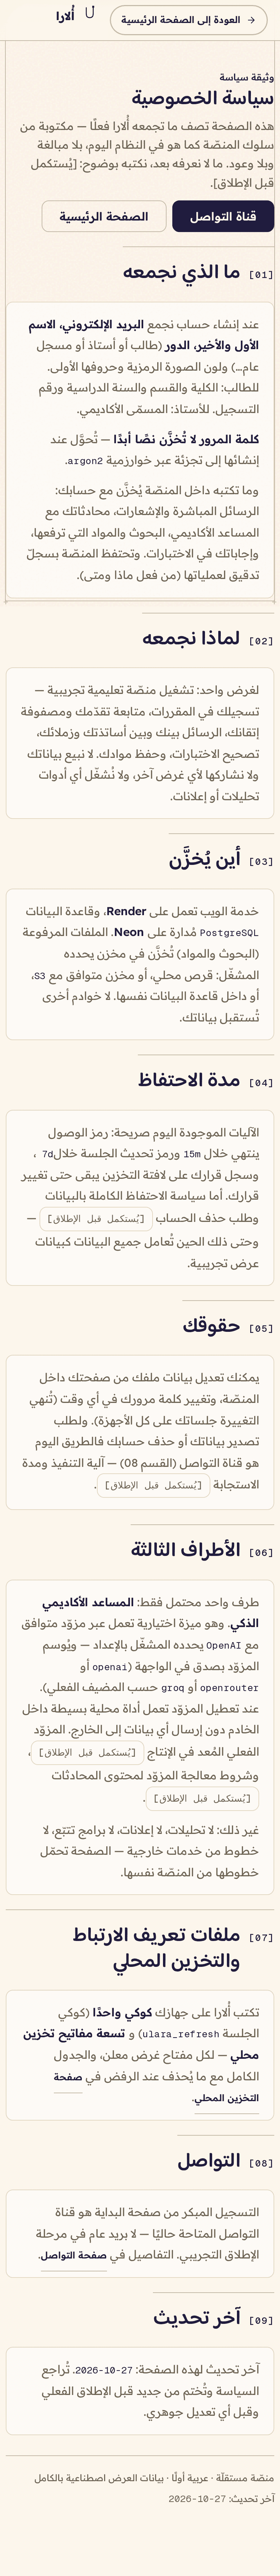 أُلارا
العودة إلى الصفحة الرئيسية
وثيقة سياسة
سياسة الخصوصية
هذه الصفحة تصف ما تجمعه أُلارا فعلًا — مكتوبة من
سلوك المنصّة كما هو في النظام اليوم، بلا مبالغة
وبلا وعود. ما لا نعرفه بعد، نكتبه بوضوح: [يُستكمل
قبل الإطلاق].
قناة التواصل
الصفحة الرئيسية
[01] ما الذي نجمعه
عند إنشاء حساب نجمع البريد الإلكتروني، الاسم
الأول والأخير، الدور (طالب أو أستاذ أو مسجل
عام…) ولون الصورة الرمزية وحروفها الأولى.
للطالب: الكلية والقسم والسنة الدراسية ورقم
التسجيل. للأستاذ: المسمّى الأكاديمي.
كلمة المرور لا تُخزَّن نصًا أبدًا — تُحوَّل عند
إنشائها إلى تجزئة عبر خوارزمية argon2.
وما تكتبه داخل المنصّة يُخزَّن مع حسابك:
الرسائل المباشرة والإشعارات، محادثاتك مع
المساعد الأكاديمي، البحوث والمواد التي ترفعها،
وإجاباتك في الاختبارات. وتحتفظ المنصّة بسجلّ
تدقيق لعملياتها (من فعل ماذا ومتى).
[02] لماذا نجمعه
لغرض واحد: تشغيل منصّة تعليمية تجريبية —
تسجيلك في المقررات، متابعة تقدّمك ومصفوفة
إتقانك، الرسائل بينك وبين أساتذتك وزملائك،
تصحيح الاختبارات، وحفظ موادك. لا نبيع بياناتك
ولا نشاركها لأي غرض آخر، ولا نُشغّل أي أدوات
تحليلات أو إعلانات.
[03] أين يُخزَّن
خدمة الويب تعمل على Render، وقاعدة البيانات
PostgreSQL مُدارة على Neon. الملفات المرفوعة
(البحوث والمواد) تُخزَّن في مخزن يحدده
المشغّل: قرص محلي، أو مخزن متوافق مع S3،
أو داخل قاعدة البيانات نفسها. لا خوادم أخرى
تُستقبل بياناتك.
[04] مدة الاحتفاظ
الآليات الموجودة اليوم صريحة: رمز الوصول
ينتهي خلال 15m ورمز تحديث الجلسة خلال 7d ،
وسجل قرارك على لافتة التخزين يبقى حتى تغيير
قرارك. أما سياسة الاحتفاظ الكاملة بالبيانات
وطلب حذف الحساب [يُستكمل قبل الإطلاق] —
وحتى ذلك الحين تُعامل جميع البيانات كبيانات
عرض تجريبية.
[05] حقوقك
يمكنك تعديل بيانات ملفك من صفحتك داخل
المنصّة، وتغيير كلمة مرورك في أي وقت (تُنهي
التغييرة جلساتك على كل الأجهزة). ولطلب
تصدير بياناتك أو حذف حسابك فالطريق اليوم
هو قناة التواصل (القسم 08) — آلية التنفيذ ومدة
الاستجابة [يُستكمل قبل الإطلاق].
[06] الأطراف الثالثة
طرف واحد محتمل فقط: المساعد الأكاديمي
الذكي. وهو ميزة اختيارية تعمل عبر مزوّد متوافق
مع OpenAI يحدده المشغّل بالإعداد — ويُوسم
المزوّد بصدق في الواجهة (openai أو
openrouter أو groq حسب المضيف الفعلي).
عند تعطيل المزوّد تعمل أداة محلية بسيطة داخل
الخادم دون إرسال أي بيانات إلى الخارج. المزوّد
الفعلي المُعد في الإنتاج [يُستكمل قبل الإطلاق]،
وشروط معالجة المزوّد لمحتوى المحادثات
[يُستكمل قبل الإطلاق].
غير ذلك: لا تحليلات، لا إعلانات، لا برامج تتبّع، لا
خطوط من خدمات خارجية — الصفحة تحمّل
خطوطها من المنصّة نفسها.
[07] ملفات تعريف الارتباط
والتخزين المحلي
تكتب أُلارا على جهازك كوكي واحدًا (كوكي
الجلسة ulara_refresh) و تسعة مفاتيح تخزين
محلي — لكل مفتاح غرض معلن، والجدول
الكامل مع ما يُحذف عند الرفض في صفحة
التخزين المحلي.
[08] التواصل
التسجيل المبكر من صفحة البداية هو قناة
التواصل المتاحة حاليًا — لا بريد عام في مرحلة
الإطلاق التجريبي. التفاصيل في صفحة التواصل.
[09] آخر تحديث
آخر تحديث لهذه الصفحة: 2026-10-27. تُراجع
السياسة وتُختم من جديد قبل الإطلاق الفعلي
وقبل أي تعديل جوهري.
منصّة مستقلّة · عربية أولًا · بيانات العرض اصطناعية بالكامل
آخر تحديث: 2026-10-27